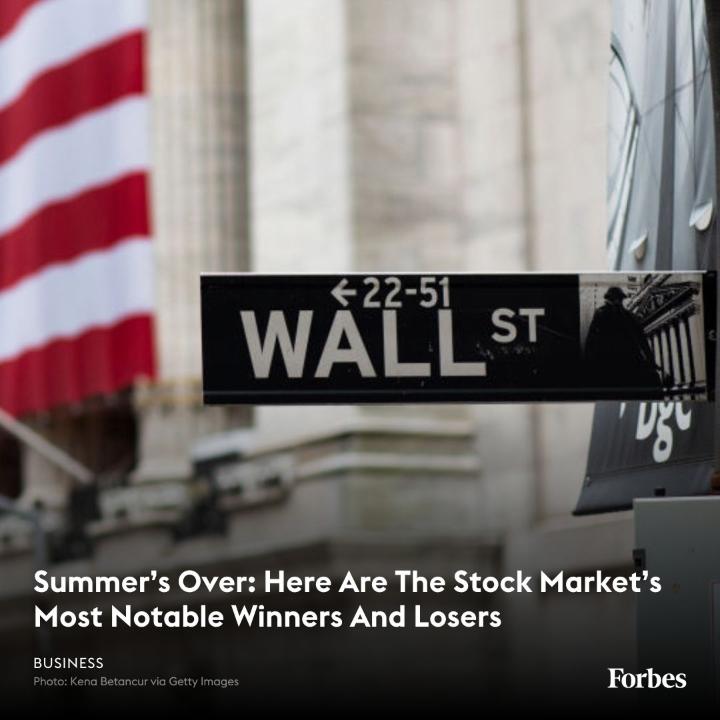 ←22-51
WALL ST
bgc
Summer’s Over: Here Are The Stock Market’s
Most Notable Winners And Losers
BUSINESS
Photo: Kena Betancur via Getty Images
Forbes